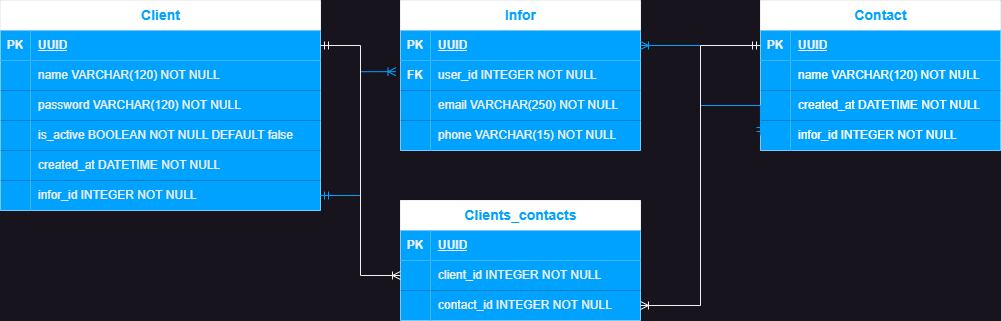 Client
PK UUID
name VARCHAR(120) NOT NULL
password VARCHAR(120) NOT NULL
is_active BOOLEAN NOT NULL DEFAULT false
created_at DATETIME NOT NULL
infor_id INTEGER NOT NULL
Infor
PK UUID
FK user_id INTEGER NOT NULL
email VARCHAR(250) NOT NULL
phone VARCHAR(15) NOT NULL
Contact
PK UUID
name VARCHAR(120) NOT NULL
created_at DATETIME NOT NULL
infor_id INTEGER NOT NULL
Clients_contacts
PK UUID
client_id INTEGER NOT NULL
contact_id INTEGER NOT NULL